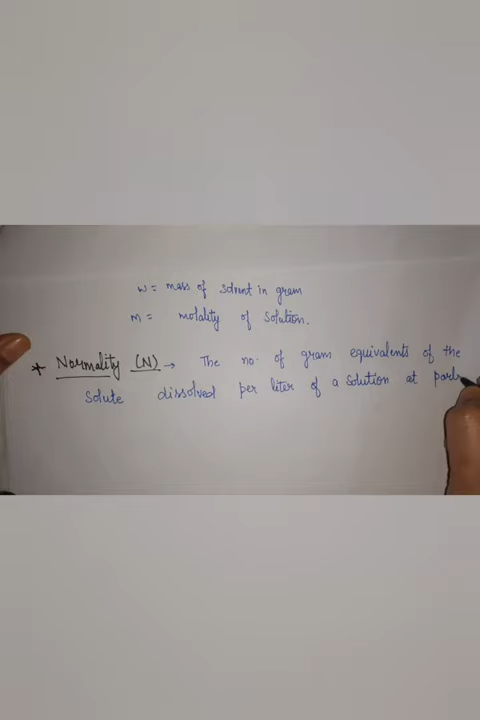 w = mass of solvent in gram
m = molality of solution.
* Normality (N) → The no. of gram equivalents of the
solute dissolved per liter of a solution at